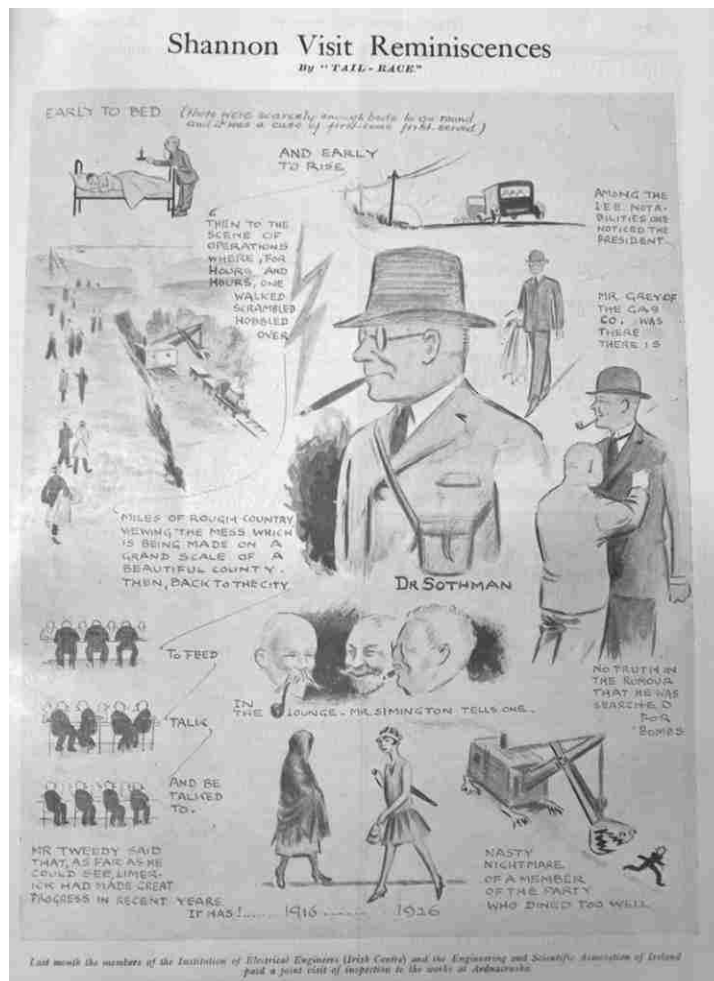 Shannon Visit Reminiscences
By "TAIL-RACE"
EARLY TO BED (there were scarcely enough beds to go round
and it was a case of first-come first-served)
AND EARLY
TO RISE
AMONG THE
I.E.E. NOTA-
BILITIES ONE
NOTICED THE
PRESIDENT
THEN TO THE
SCENE OF
OPERATIONS
WHERE, FOR
HOURS AND
HOURS, ONE
WALKED
SCRAMBLED
HOBBLED
OVER
MR. GREY OF
THE GAS
CO. WAS
THERE
THERE IS
MILES OF ROUGH COUNTRY
VIEWING THE MESS WHICH
IS BEING MADE ON A
GRAND SCALE OF A
BEAUTIFUL COUNTY.
THEN, BACK TO THE CITY
DR SOTHMAN
TO FEED
TALK
AND BE
TALKED
TO.
IN
THE LOUNGE. MR. SIMINGTON TELLS ONE.
NO TRUTH IN
THE RUMOUR
THAT HE WAS
SEARCHED
FOR
BOMBS
MR TWEEDY SAID
THAT, AS FAR AS HE
COULD SEE, LIMER-
ICK HAD MADE GREAT
PROGRESS IN RECENT YEARS
IT HAS!...... 1916 ........ 1926
NASTY
NIGHTMARE
OF A MEMBER
OF THE PARTY
WHO DINED TOO WELL
Last month the members of the Institution of Electrical Engineers (Irish Centre) and the Engineering and Scientific Association of Ireland
paid a joint visit of inspection to the works at Ardnacrusha